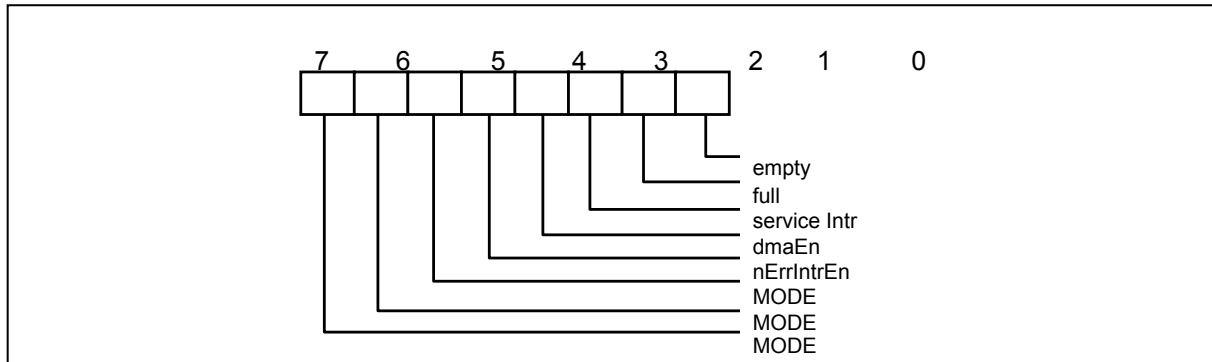 7 6 5 4 3 2 1 0
empty
full
service Intr
dmaEn
nErrIntrEn
MODE
MODE
MODE